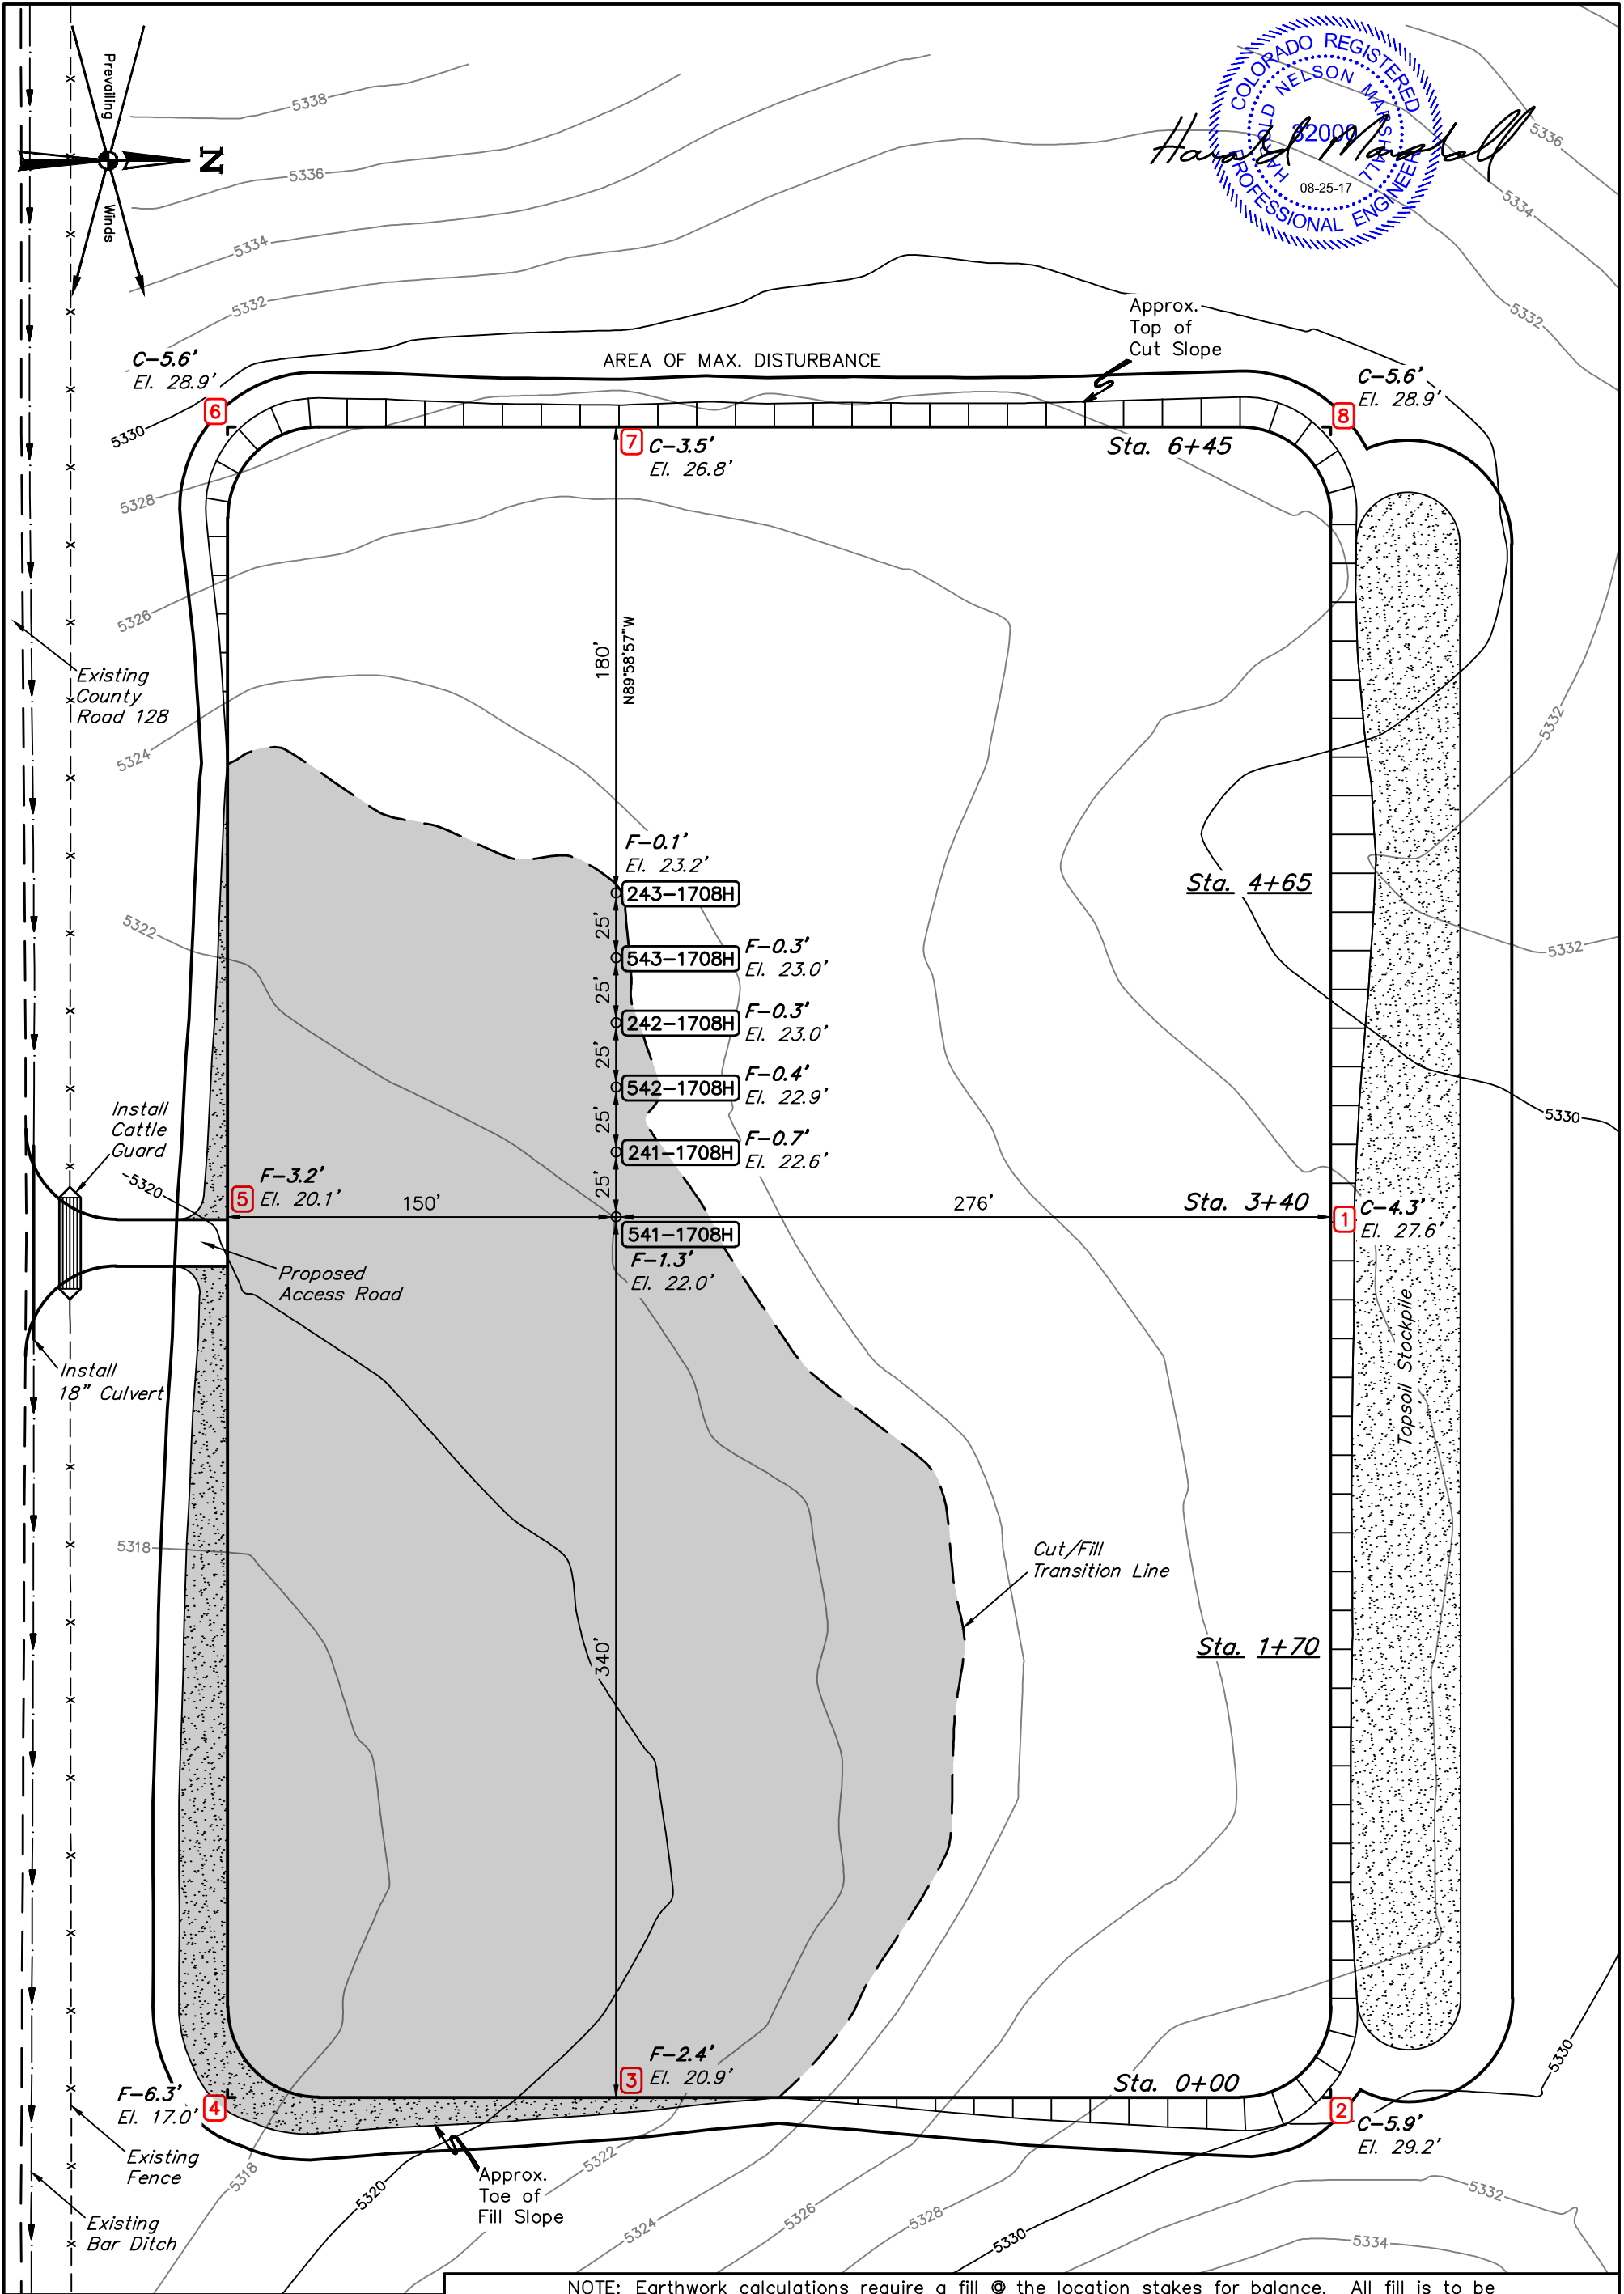 COLORADO REGISTERED
PROFESSIONAL ENGINEER
HAROLD NELSON MARSHALL
32000
08-25-17
Harold Marshall
Prevailing
Winds
N
5338
5336
5334
5332
5336
5334
5332
Approx.
Top of
Cut Slope
AREA OF MAX. DISTURBANCE
C-5.6'
El. 28.9'
6
5330
C-5.6'
El. 28.9'
8
7
C-3.5'
El. 26.8'
Sta. 6+45
5328
5326
5324
Existing
County
Road 128
180'
N89°58'57"W
5332
F-0.1'
El. 23.2'
243-1708H
Sta. 4+65
25'
5322
543-1708H
F-0.3'
El. 23.0'
5332
25'
242-1708H
F-0.3'
El. 23.0'
25'
542-1708H
F-0.4'
El. 22.9'
5330
Install
Cattle
Guard
25'
241-1708H
F-0.7'
El. 22.6'
25'
5320
5
F-3.2'
El. 20.1'
150'
276'
Sta. 3+40
1
C-4.3'
El. 27.6'
541-1708H
F-1.3'
El. 22.0'
Proposed
Access Road
Topsoil Stockpile
Install
18" Culvert
5318
Cut/Fill
Transition Line
340'
Sta. 1+70
3
F-2.4'
El. 20.9'
Sta. 0+00
5330
F-6.3'
El. 17.0'
4
2
C-5.9'
El. 29.2'
Existing
Fence
5318
5320
5322
Approx.
Toe of
Fill Slope
5332
Existing
Bar Ditch
5324
5326
5328
5330
5334
NOTE: Earthwork calculations require a fill @ the location stakes for balance. All fill is to be